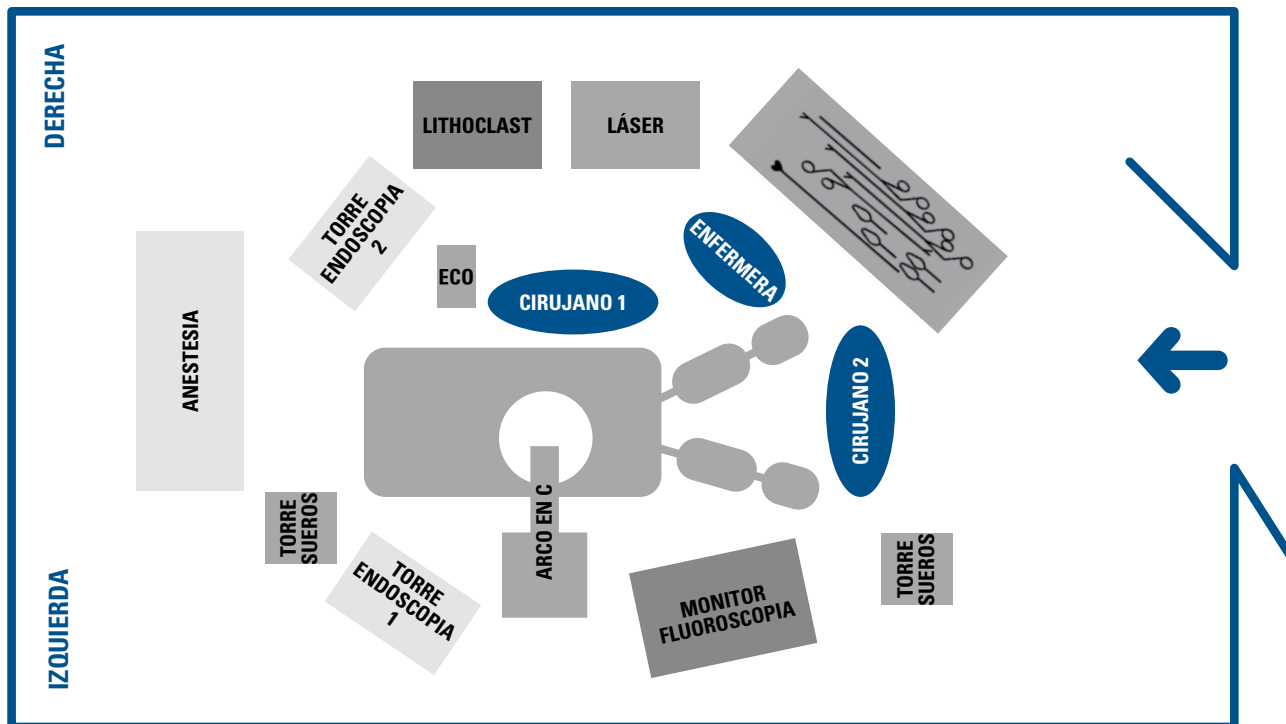 DERECHA
LITHOCLAST
LÁSER
TORRE
ENDOSCOPIA
2
ENFERMERA
ECO
CIRUJANO 1
ANESTESIA
CIRUJANO 2
ARCO EN C
TORRE
SUEROS
TORRE
ENDOSCOPIA
1
MONITOR
FLUOROSCOPIA
TORRE
SUEROS
IZQUIERDA